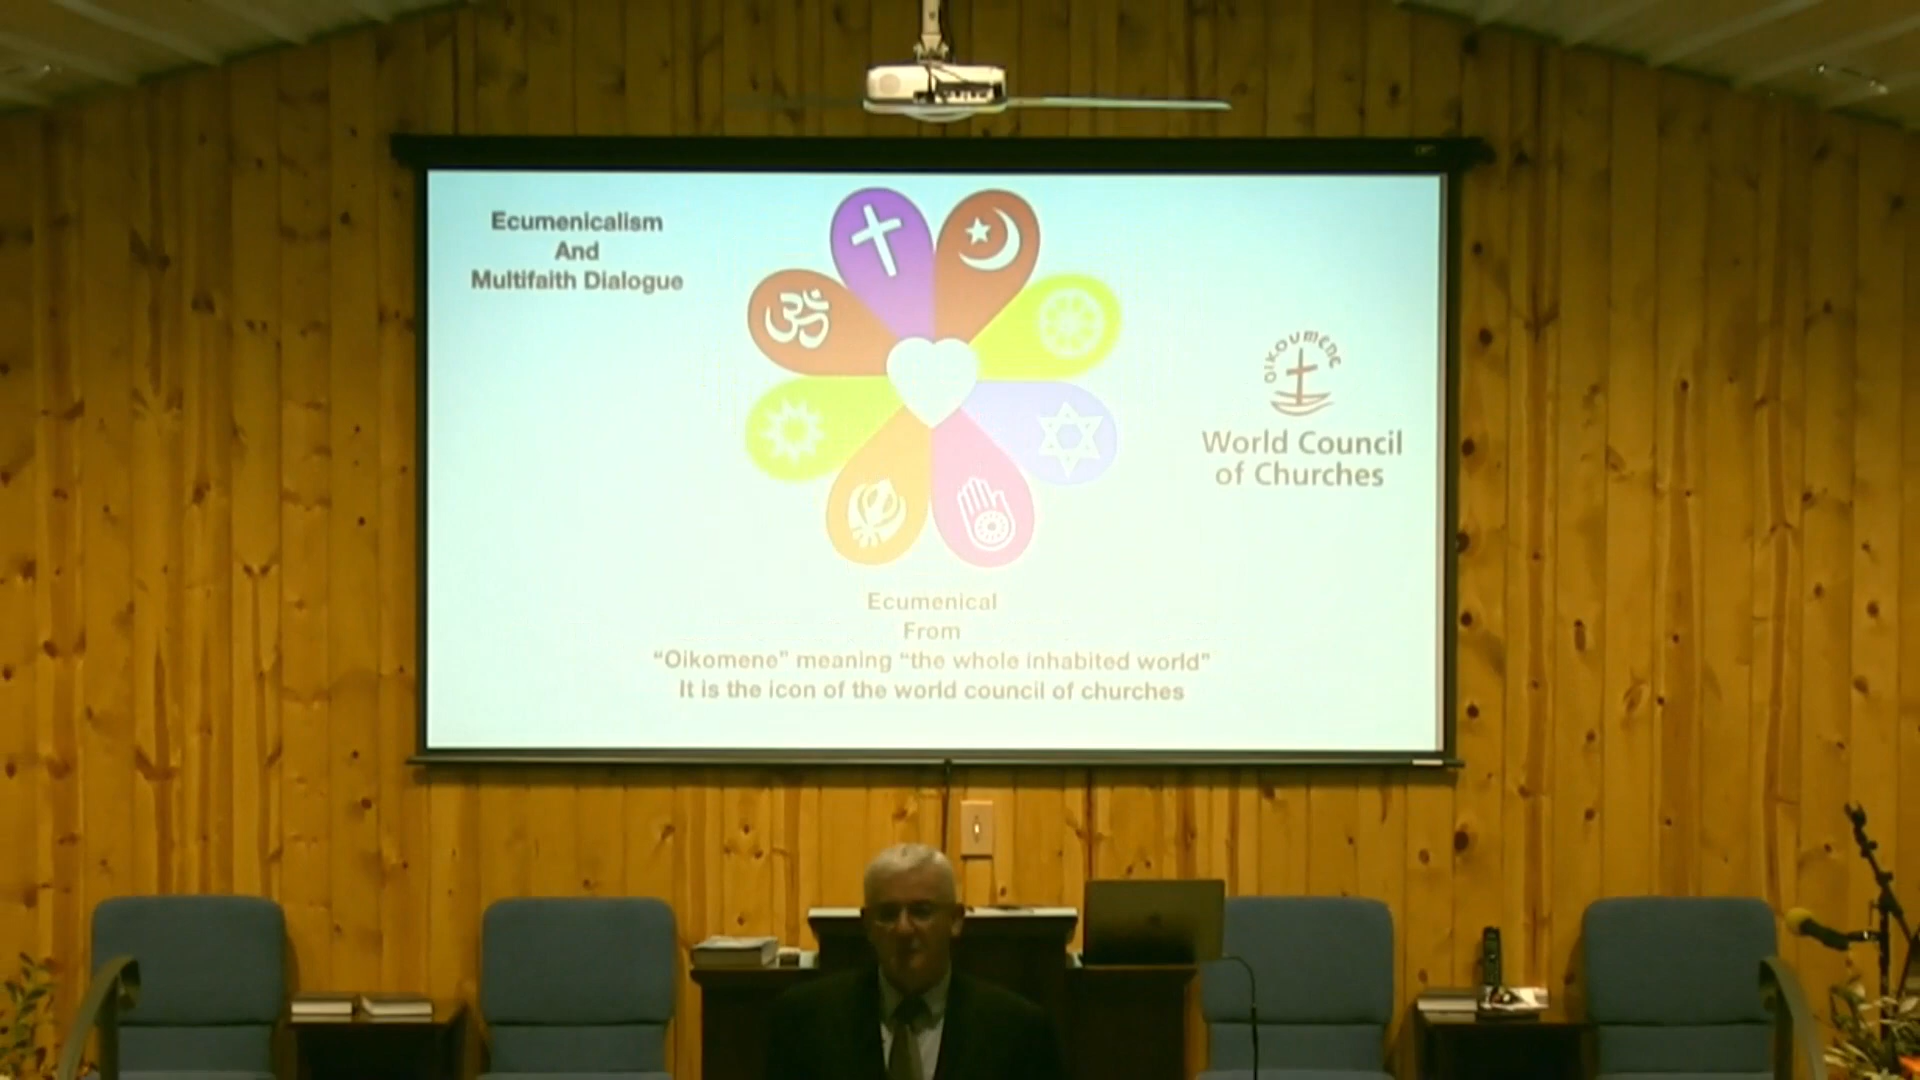 Ecumenicalism
And
Multifaith Dialogue
OIKOUMENE
World Council
of Churches
Ecumenical
From
“Oikomene” meaning “the whole inhabited world”
It is the icon of the world council of churches